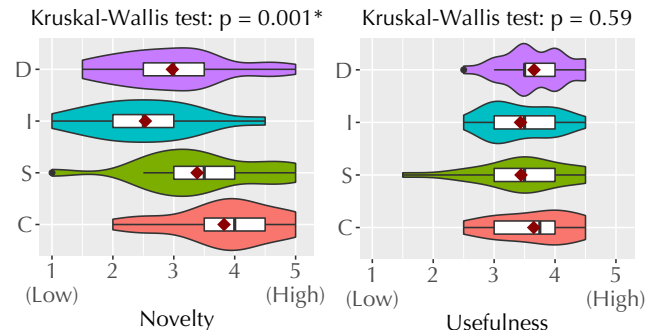 Kruskal-Wallis test: p = 0.001*
D
I
S
C
1 2 3 4 5
(Low) (High)
Novelty
Kruskal-Wallis test: p = 0.59
D
I
S
C
1 2 3 4 5
(Low) (High)
Usefulness